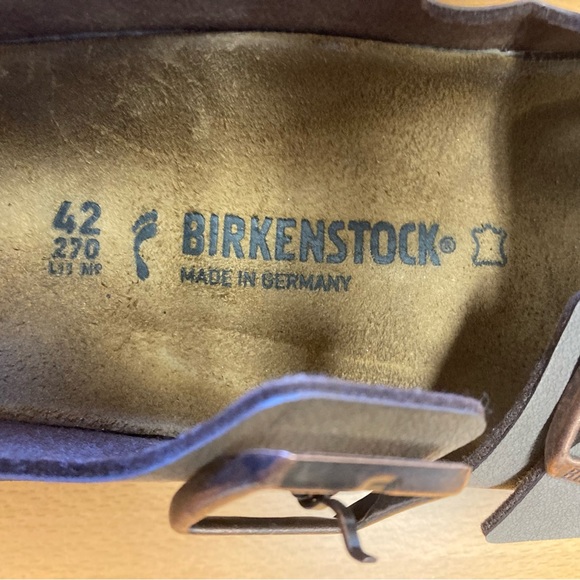 42
270
L11 M9
BIRKENSTOCK®
MADE IN GERMANY